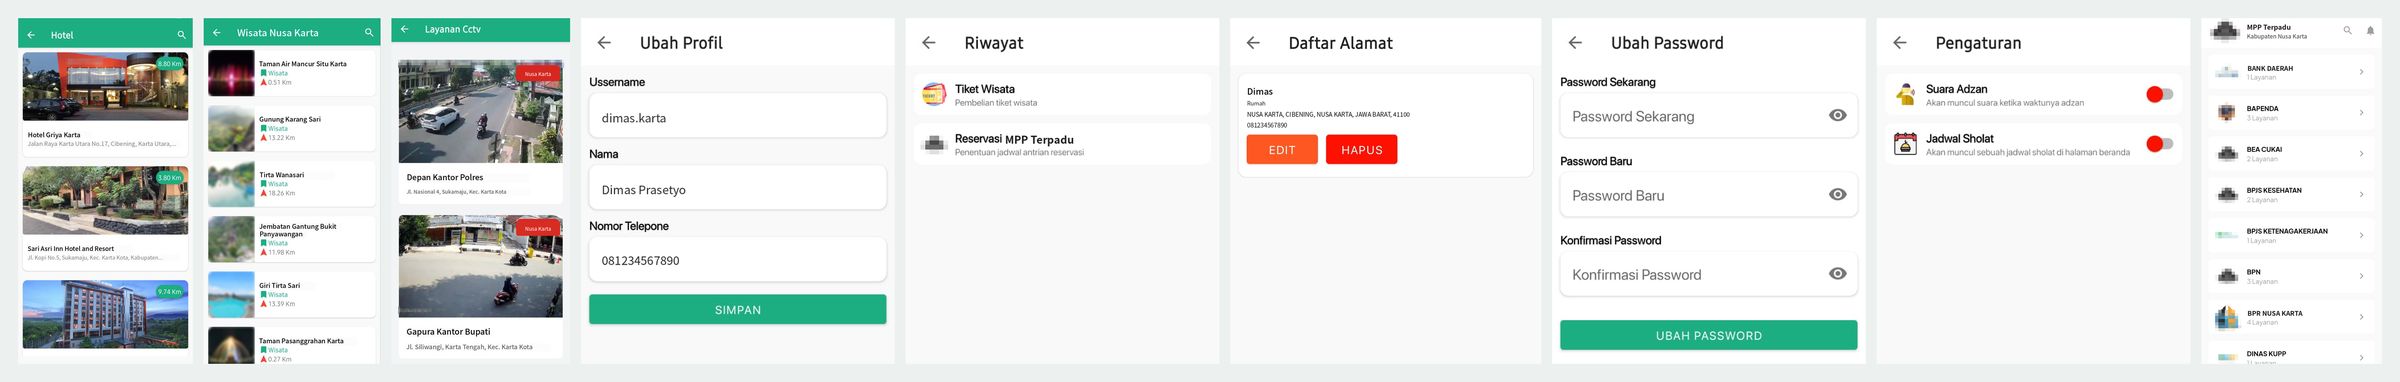 Hotel
8.80 Km
Hotel Griya Karta
Jalan Raya Karta Utara No.17, Cibening, Karta Utara,...
3.80 Km
Sari Asri Inn Hotel and Resort
Jl. Kopi No.5, Sukamaju, Kec. Karta Kota, Kabupaten...
9.74 Km
Wisata Nusa Karta
Taman Air Mancur Situ Karta
Wisata
0.51 Km
Gunung Karang Sari
Wisata
13.22 Km
Tirta Wanasari
Wisata
18.26 Km
Jembatan Gantung Bukit
Panyawangan
Wisata
11.98 Km
Giri Tirta Sari
Wisata
13.39 Km
Taman Pasanggrahan Karta
Wisata
0.27 Km
Layanan Cctv
Nusa Karta
Depan Kantor Polres
Jl. Nasional 4, Sukamaju, Kec. Karta Kota
Nusa Karta
Gapura Kantor Bupati
Jl. Siliwangi, Karta Tengah, Kec. Karta Kota
Ubah Profil
Ussername
dimas.karta
Nama
Dimas Prasetyo
Nomor Telepone
081234567890
SIMPAN
Riwayat
Tiket Wisata
Pembelian tiket wisata
Reservasi MPP Terpadu
Penentuan jadwal antrian reservasi
Daftar Alamat
Dimas
Rumah
NUSA KARTA, CIBENING, NUSA KARTA, JAWA BARAT, 41100
081234567890
EDIT
HAPUS
Ubah Password
Password Sekarang
Password Sekarang
Password Baru
Password Baru
Konfirmasi Password
Konfirmasi Password
UBAH PASSWORD
Pengaturan
Suara Adzan
Akan muncul suara ketika waktunya adzan
Jadwal Sholat
Akan muncul sebuah jadwal sholat di halaman beranda
MPP Terpadu
Kabupaten Nusa Karta
BANK DAERAH
1 Layanan
BAPENDA
3 Layanan
BEA CUKAI
2 Layanan
BPJS KESEHATAN
2 Layanan
BPJS KETENAGAKERJAAN
1 Layanan
BPN
3 Layanan
BPR NUSA KARTA
4 Layanan
DINAS KUPP